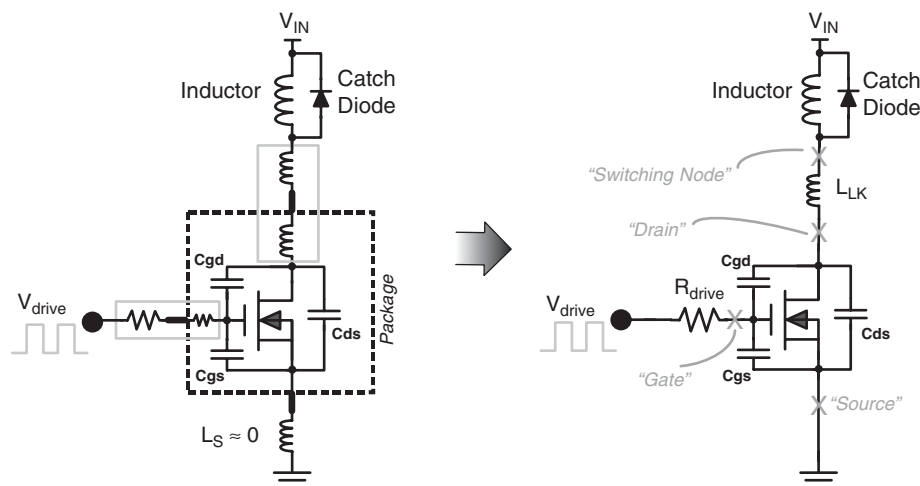 V_IN
Inductor
Catch
Diode
Cgd
V_drive
Cgs
Cds
Package
L_S ≈ 0
V_IN
Inductor
Catch
Diode
"Switching Node"
L_LK
"Drain"
Cgd
R_drive
V_drive
Cgs
Cds
"Gate"
"Source"